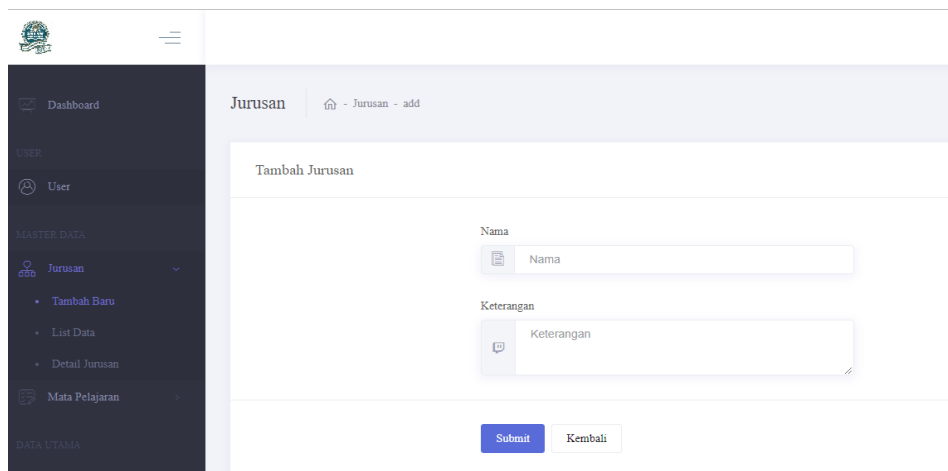 Dashboard
USER
User
MASTER DATA
Jurusan
Tambah Baru
List Data
Detail Jurusan
Mata Pelajaran
DATA UTAMA
Jurusan
- Jurusan - add
Tambah Jurusan
Nama
Nama
Keterangan
Keterangan
Submit Kembali